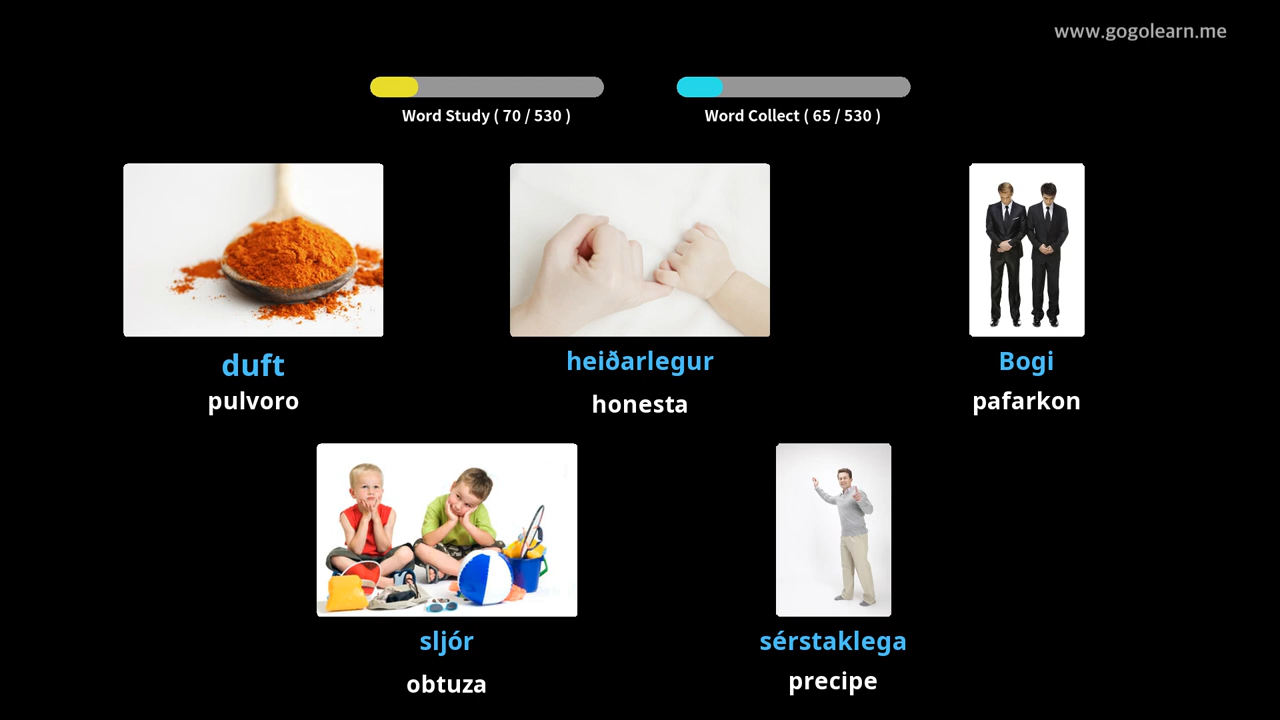 www.gogolearn.me
Word Study ( 70 / 530 )
Word Collect ( 65 / 530 )
duft
pulvoro
heiðarlegur
honesta
Bogi
pafarkon
sljór
obtuza
sérstaklega
precipe